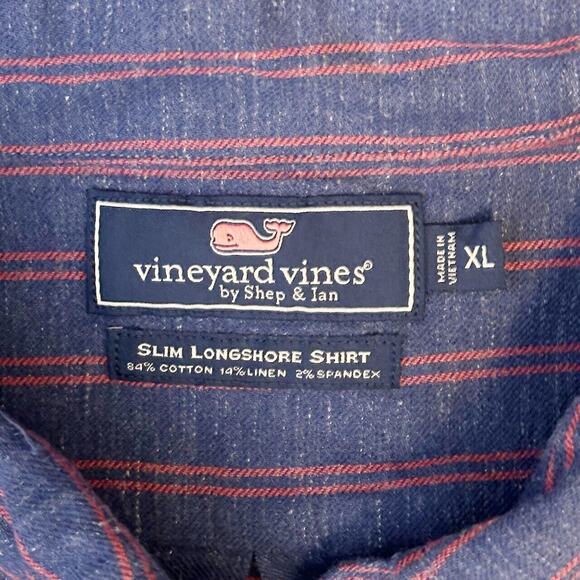 vineyard vines®
by Shep & Ian
MADE IN
VIETNAM
XL
SLIM LONGSHORE SHIRT
84% COTTON 14% LINEN 2% SPANDEX